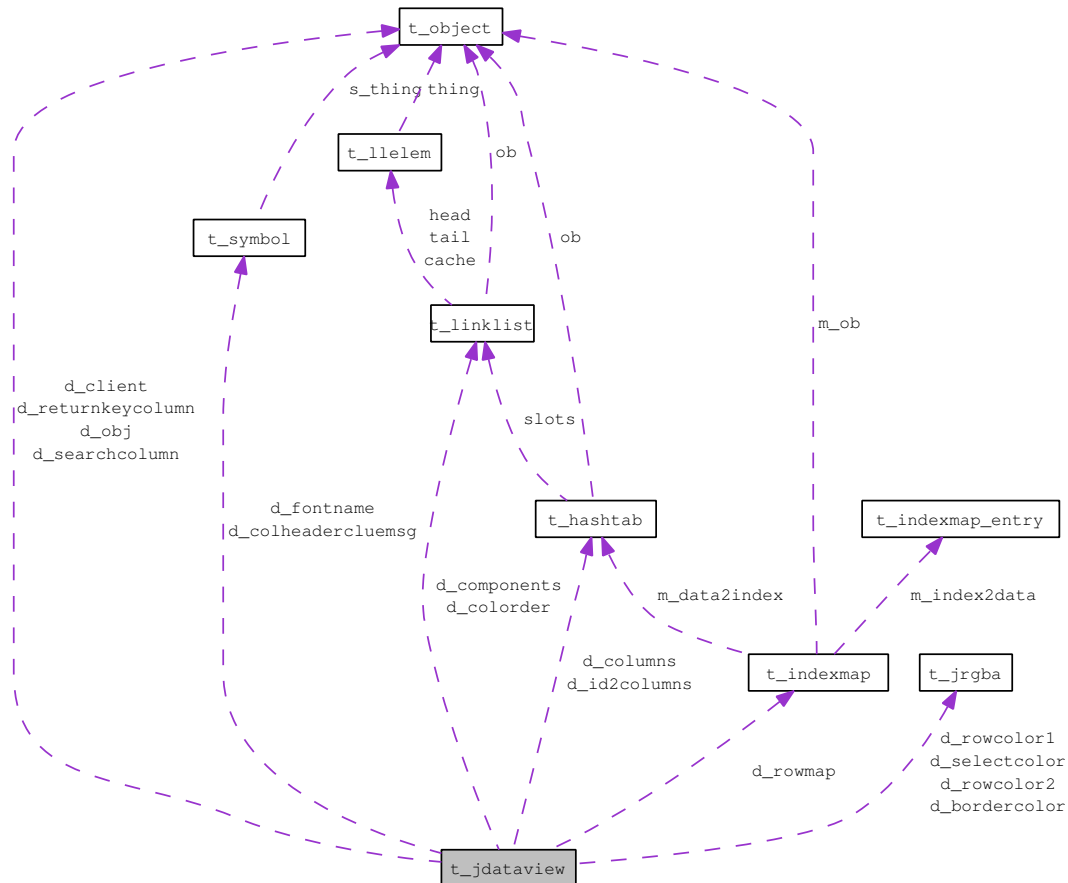 t_object
s_thing thing
t_llelem
ob
head
tail
cache
t_symbol
ob
t_linklist
m_ob
d_client
d_returnkeycolumn
d_obj
d_searchcolumn
slots
d_fontname
d_colheadercluemsg
t_hashtab
t_indexmap_entry
d_components
d_colorder
m_data2index
m_index2data
d_columns
d_id2columns
t_indexmap
t_jrgba
d_rowmap
d_rowcolor1
d_selectcolor
d_rowcolor2
d_bordercolor
t_jdataview